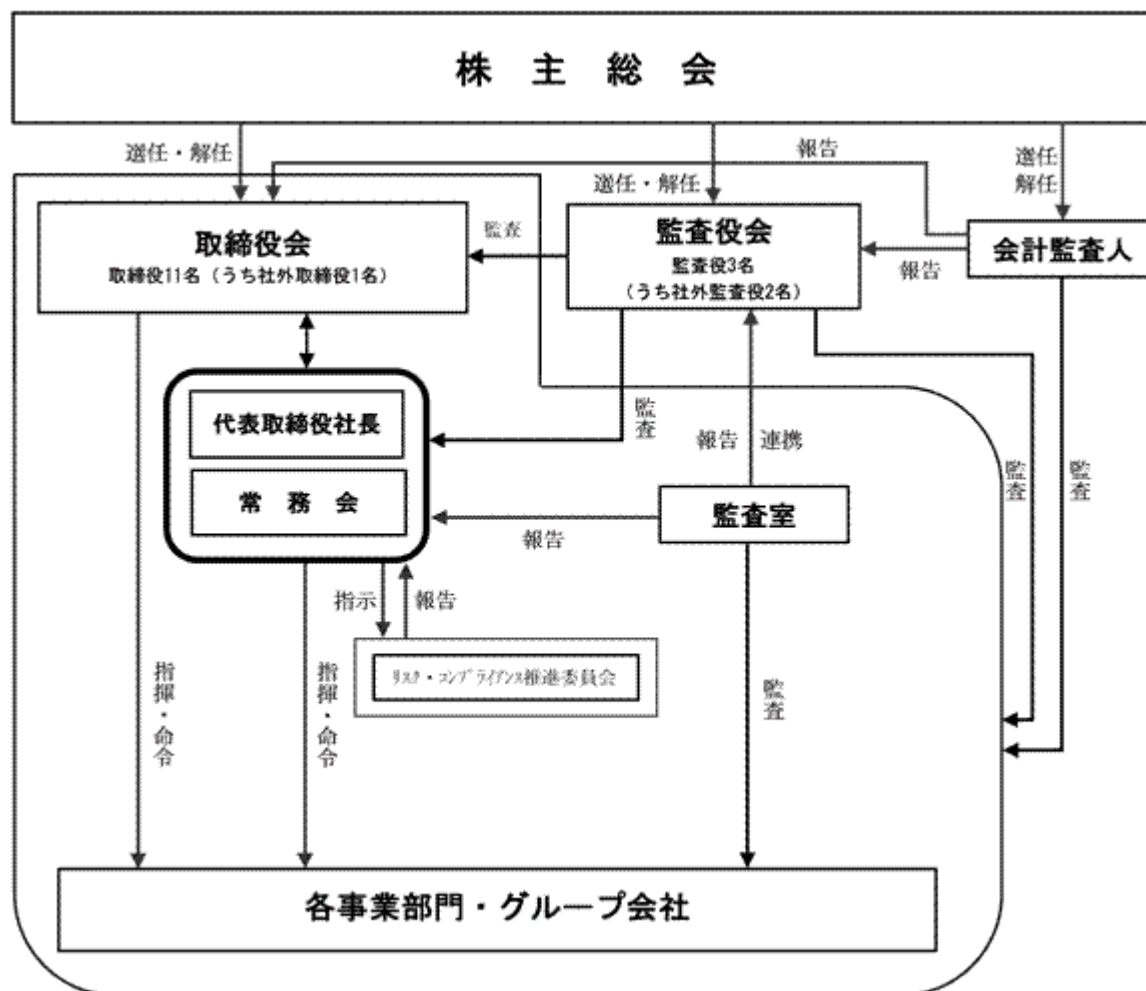 株主総会
選任・解任
選任・解任
報告
選任
解任
取締役会
取締役11名（うち社外取締役1名）
監査
監査役会
監査役3名
（うち社外監査役2名）
報告
会計監査人
代表取締役社長
常務会
監査
報告 連携
監査室
報告
監査
監査
指示
報告
リスク・コンプライアンス推進委員会
指揮・命令
指揮・命令
監査
各事業部門・グループ会社